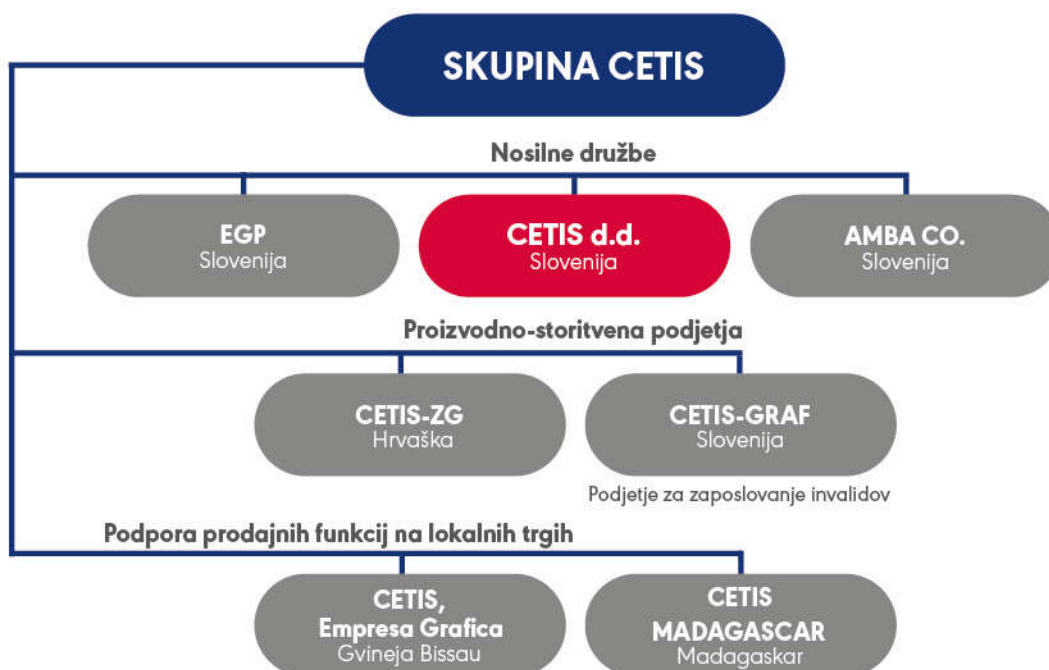 SKUPINA CETIS
Nosilne družbe
EGP
Slovenija
CETIS d.d.
Slovenija
AMBA CO.
Slovenija
Proizvodno-storitvena podjetja
CETIS-ZG
Hrvaška
CETIS-GRAF
Slovenija
Podjetje za zaposlovanje invalidov
Podpora prodajnih funkcij na lokalnih trgih
CETIS,
Empresa Grafica
Gvineja Bissau
CETIS
MADAGASCAR
Madagaskar